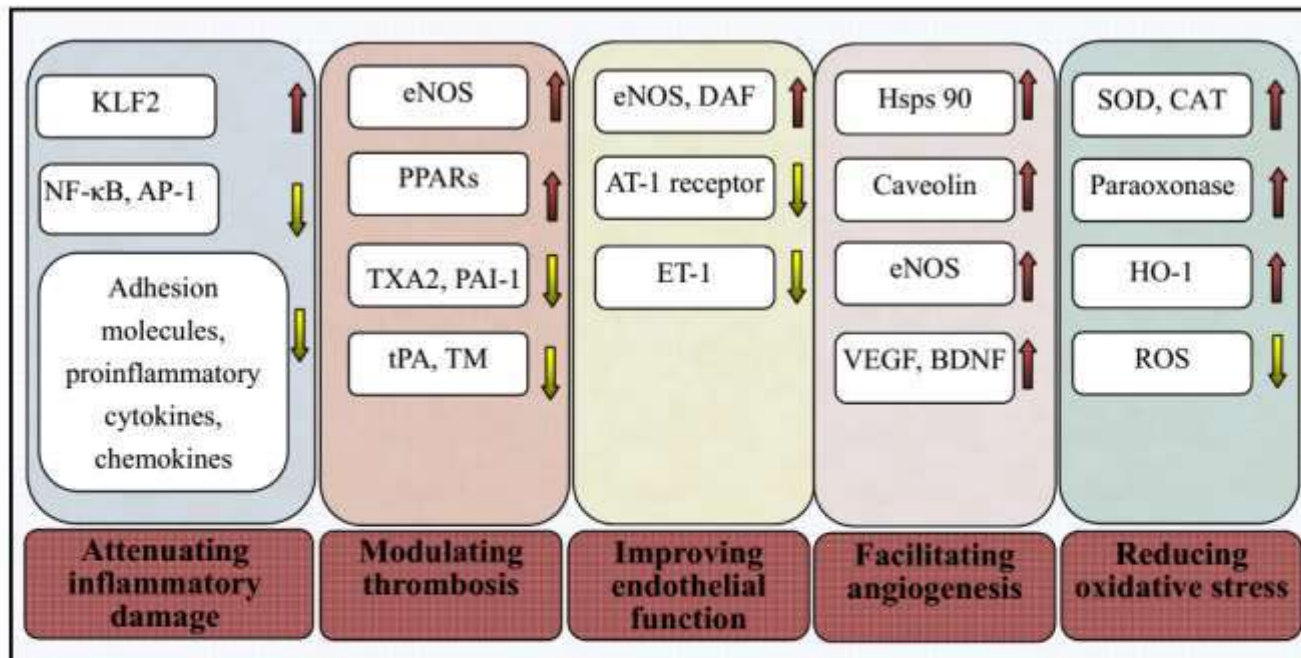 KLF2
NF-κB, AP-1
Adhesion
molecules,
proinflammatory
cytokines,
chemokines
Attenuating
inflammatory
damage
eNOS
PPARs
TXA2, PAI-1
tPA, TM
Modulating
thrombosis
eNOS, DAF
AT-1 receptor
ET-1
Improving
endothelial
function
Hsps 90
Caveolin
eNOS
VEGF, BDNF
Facilitating
angiogenesis
SOD, CAT
Paraoxonase
HO-1
ROS
Reducing
oxidative stress